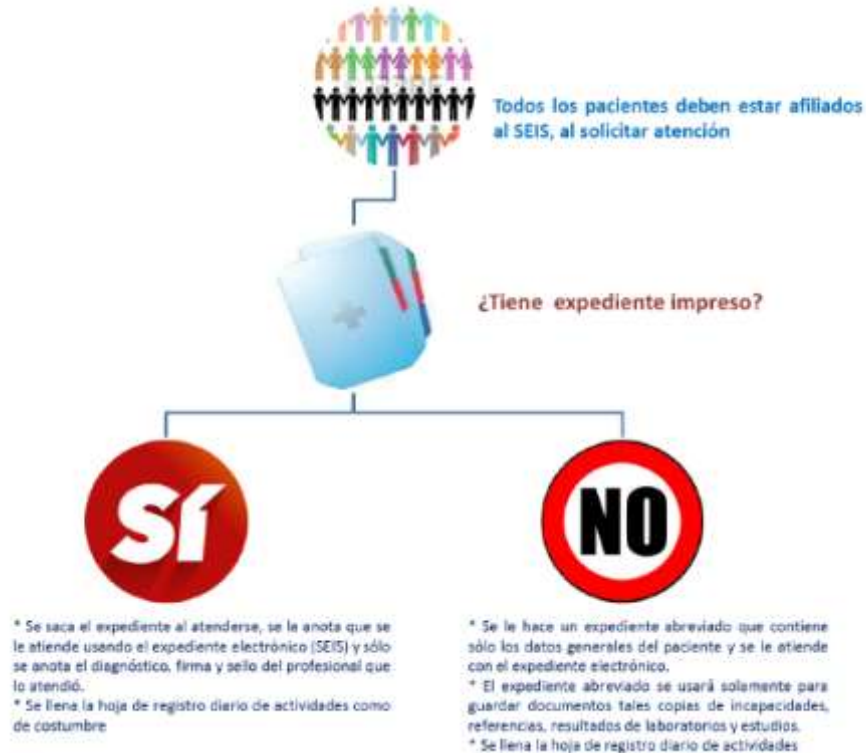 Todos los pacientes deben estar afiliados
al SEIS, al solicitar atención
¿Tiene expediente impreso?
SÍ
NO
* Se saca el expediente al atenderse, se le anota que se
le atiende usando el expediente electrónico (SEIS) y sólo
se anota el diagnóstico, firma y sello del profesional que
lo atendió.
* Se llena la hoja de registro diario de actividades como
de costumbre
* Se le hace un expediente abreviado que contiene
sólo los datos generales del paciente y se le atiende
con el expediente electrónico.
* El expediente abreviado se usará solamente para
guardar documentos tales copias de incapacidades,
referencias, resultados de laboratorios y estudios.
* Se llena la hoja de registro diario de actividades